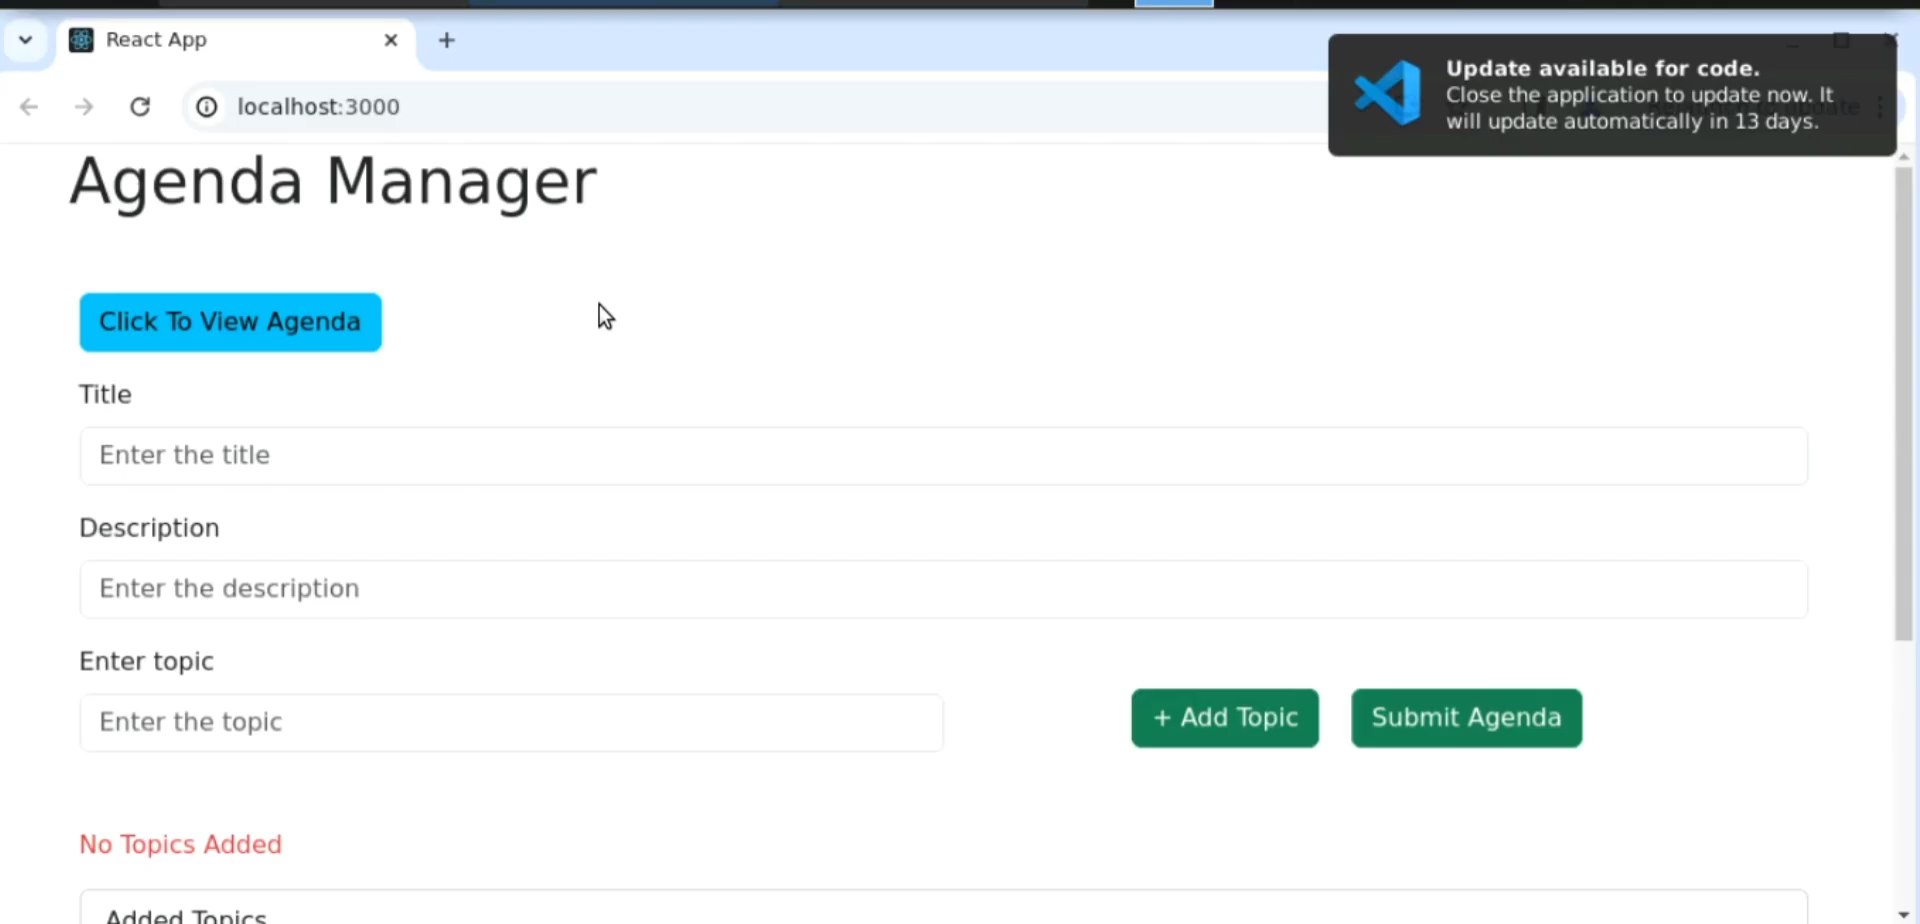 React App
localhost:3000
Update available for code.
Close the application to update now. It
will update automatically in 13 days.
Agenda Manager
Click To View Agenda
Title
Enter the title
Description
Enter the description
Enter topic
Enter the topic
+ Add Topic
Submit Agenda
No Topics Added
Added Topics